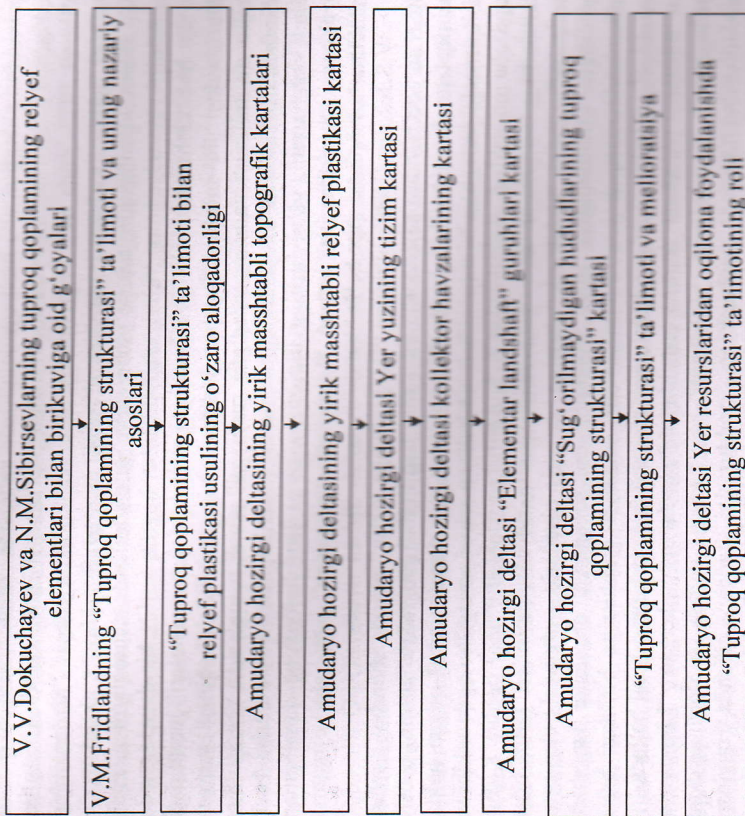 V.V.Dokuchayev va N.M.Sibirsevlarning tuproq qoplamining relyef
elementlari bilan birikuviga oid g‘oyalari
V.M.Fridlandning “Tuproq qoplamining strukturasi” ta’limoti va uning nazariy
asoslari
“Tuproq qoplamining strukturasi” ta’limoti bilan
relyef plastikasi usulining o‘zaro aloqadorligi
Amudaryo hozirgi deltasining yirik masshtabli topografik kartalari
Amudaryo hozirgi deltasining yirik masshtabli relyef plastikasi kartasi
Amudaryo hozirgi deltasi Yer yuzining tizim kartasi
Amudaryo hozirgi deltasi kollektor havzalarining kartasi
Amudaryo hozirgi deltasi “Elementar landshaft” guruhlari kartasi
Amudaryo hozirgi deltasi “Sug‘orilmaydigan hududlarining tuproq
qoplamining strukturasi” kartasi
“Tuproq qoplamining strukturasi” ta’limoti va melioratsiya
Amudaryo hozirgi deltasi Yer resurslaridan oqilona foydalanishda
“Tuproq qoplamining strukturasi” ta’limotining roli